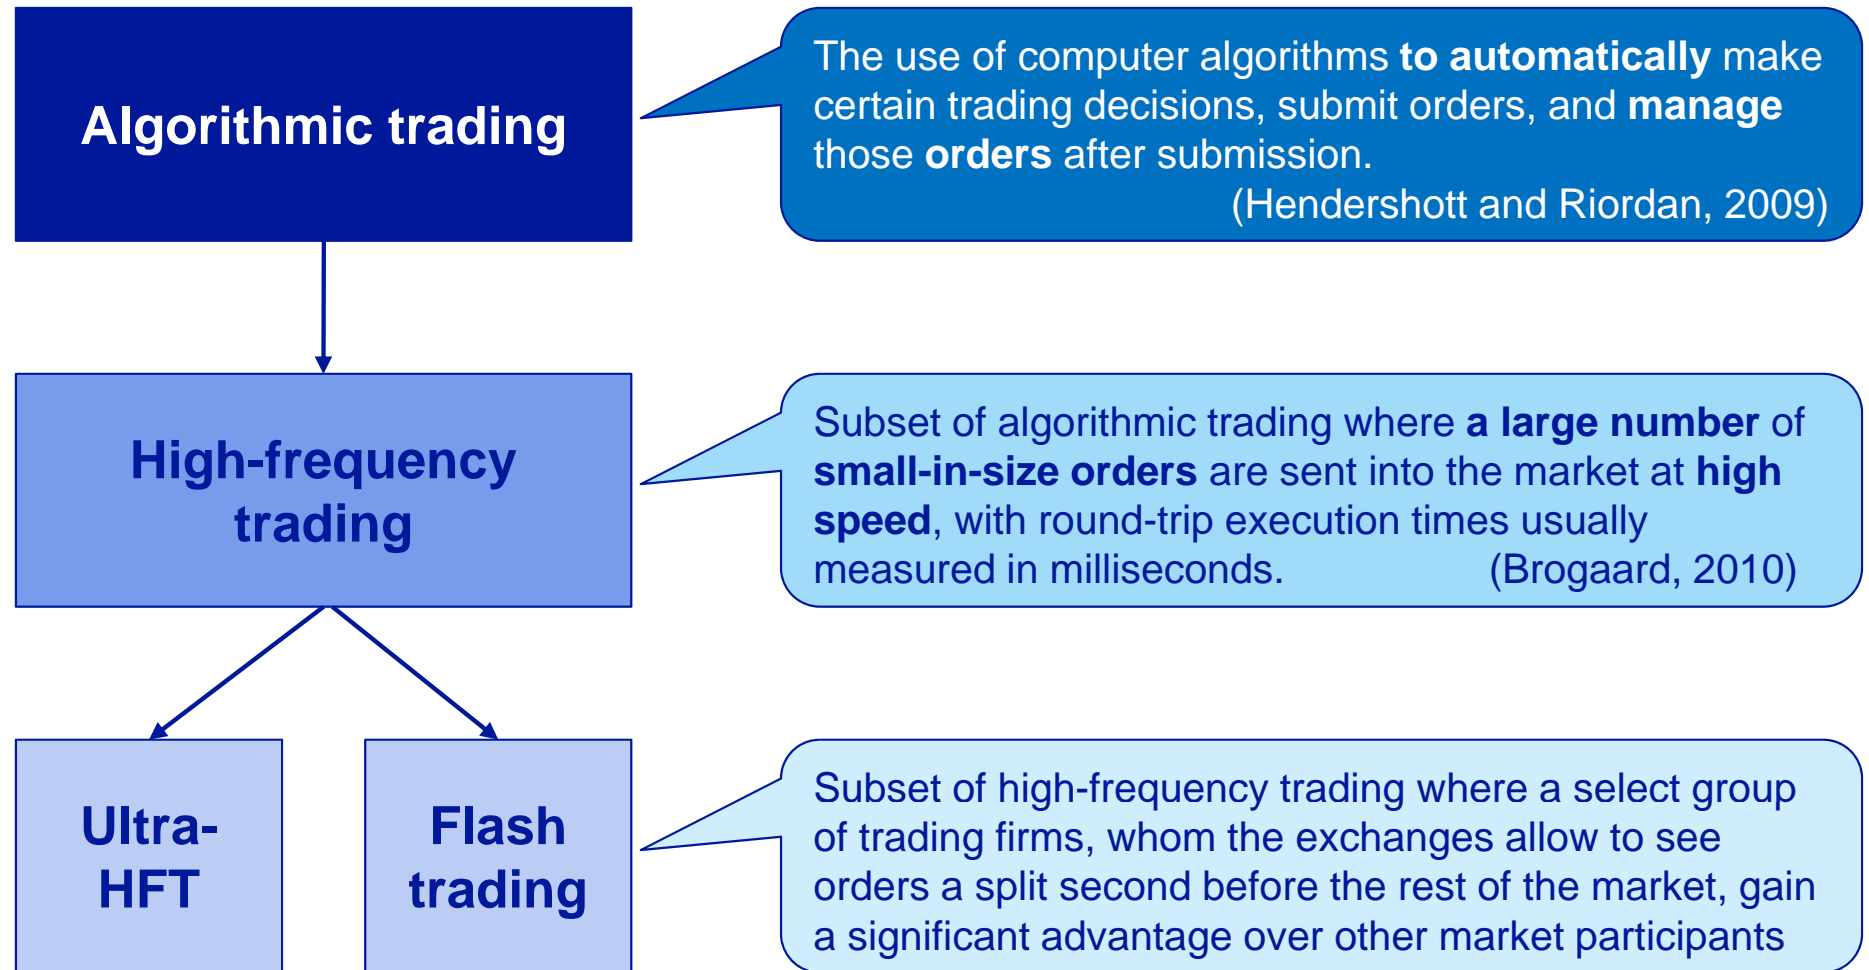 Algorithmic trading
The use of computer algorithms to automatically make
certain trading decisions, submit orders, and manage
those orders after submission.
(Hendershott and Riordan, 2009)
High-frequency
trading
Subset of algorithmic trading where a large number of
small-in-size orders are sent into the market at high
speed, with round-trip execution times usually
measured in milliseconds. (Brogaard, 2010)
Ultra-
HFT
Flash
trading
Subset of high-frequency trading where a select group
of trading firms, whom the exchanges allow to see
orders a split second before the rest of the market, gain
a significant advantage over other market participants